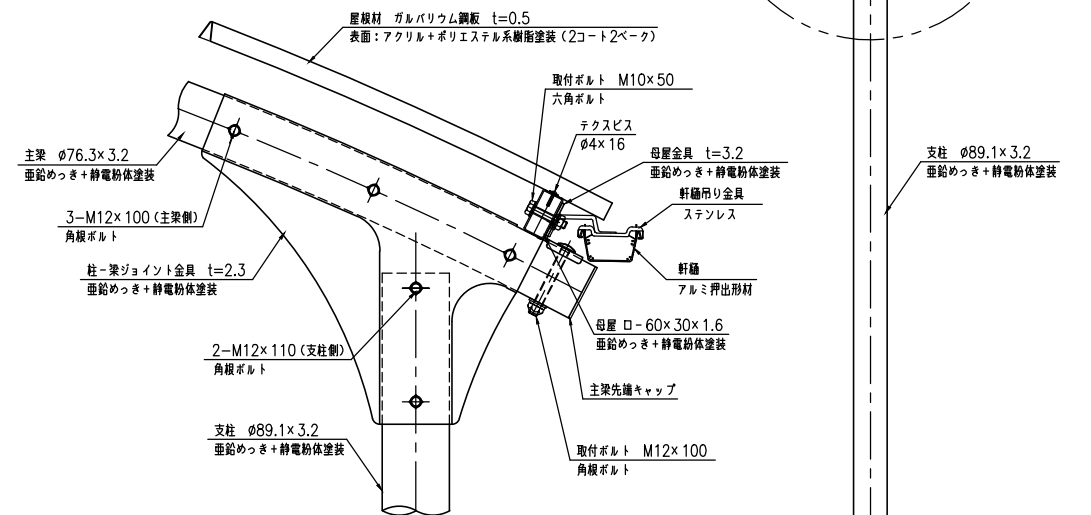 屋根材 ガルバリウム鋼板 t=0.5
表面:アクリル+ポリエステル系樹脂塗装(2コート2ベーク)
取付ボルト M10×50
六角ボルト
テクスビス
φ4×16
母屋金具 t=3.2
亜鉛めっき+静電粉体塗装
軒樋吊り金具
ステンレス
支柱 φ89.1×3.2
亜鉛めっき+静電粉体塗装
主梁 φ76.3×3.2
亜鉛めっき+静電粉体塗装
3-M12×100(主梁側)
角根ボルト
柱-梁ジョイント金具 t=2.3
亜鉛めっき+静電粉体塗装
軒樋
アルミ押出形材
母屋 ロ-60×30×1.6
亜鉛めっき+静電粉体塗装
2-M12×110(支柱側)
角根ボルト
主梁先端キャップ
支柱 φ89.1×3.2
亜鉛めっき+静電粉体塗装
取付ボルト M12×100
角根ボルト